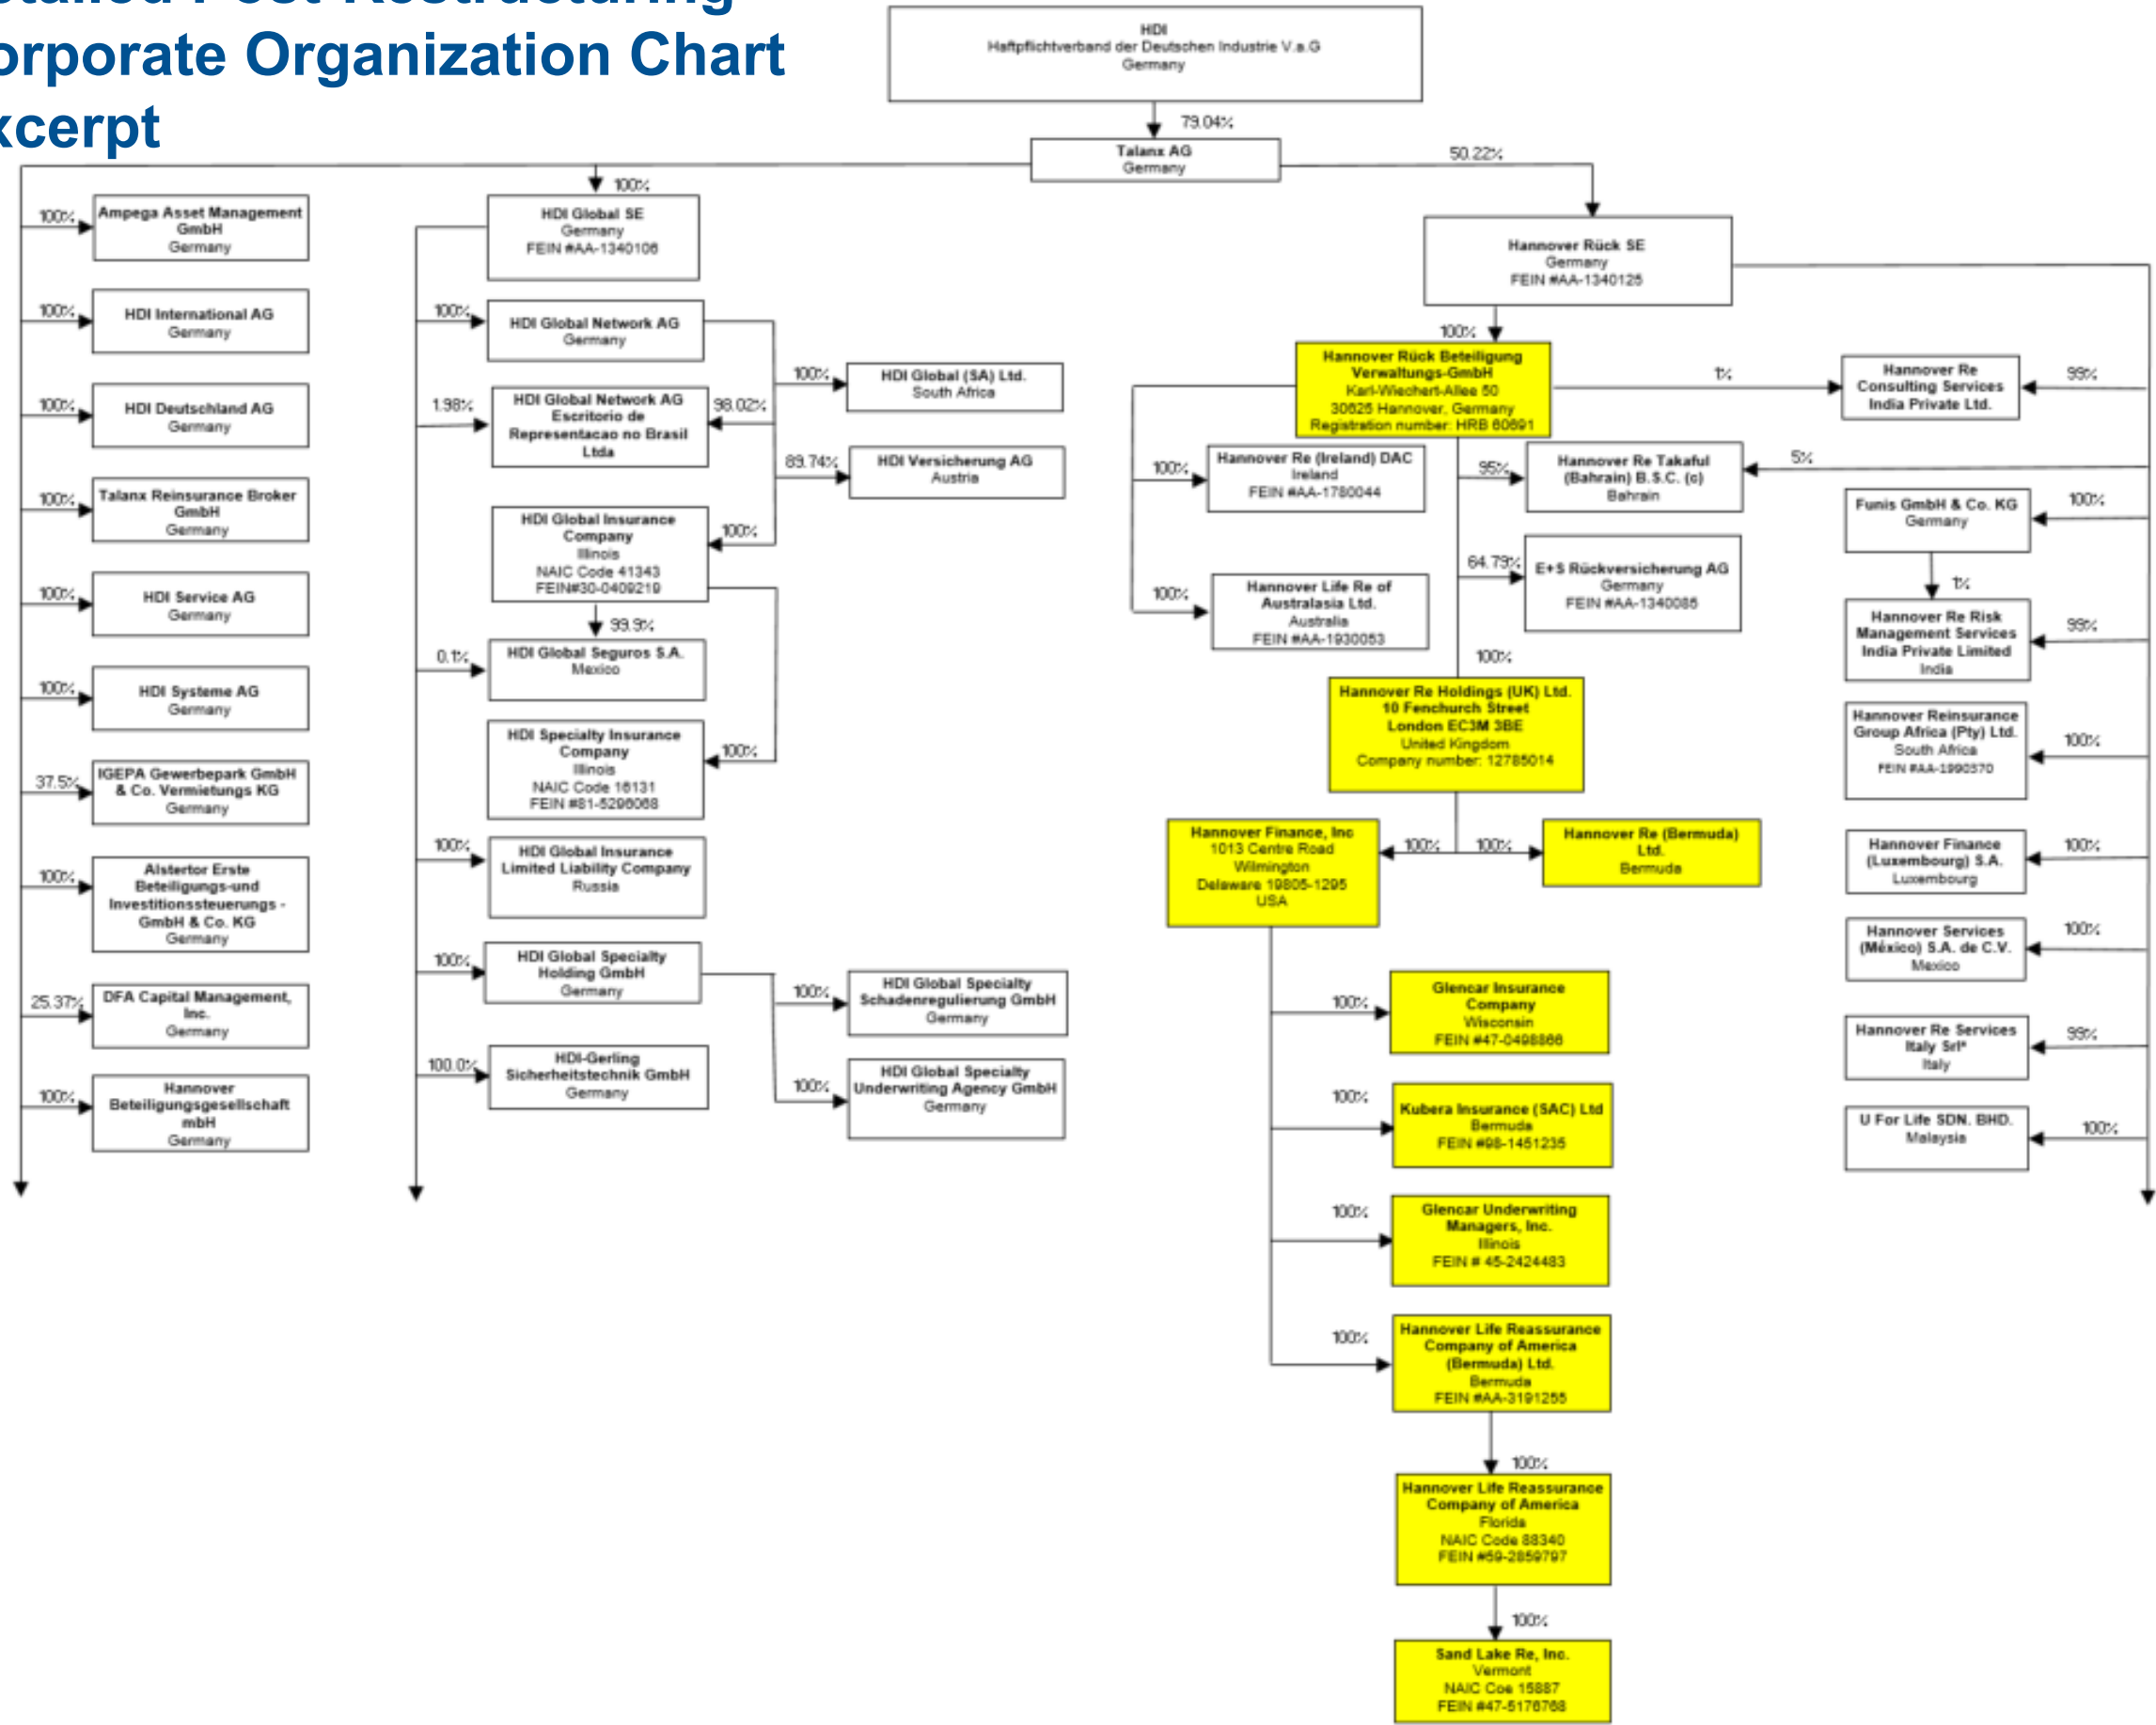 etailed Post-Restructuring
orporate Organization Chart
xcerpt
HDI
Haftpflichtverband der Deutschen Industrie V.a.G
Germany
79.04%
Talanx AG
Germany
50.22%
100%
Ampega Asset Management
GmbH
Germany
100%
HDI International AG
Germany
100%
HDI Deutschland AG
Germany
100%
Talanx Reinsurance Broker
GmbH
Germany
100%
HDI Service AG
Germany
100%
HDI Systeme AG
Germany
37.5%
IGEPA Gewerbepark GmbH
& Co. Vermietungs KG
Germany
100%
Alstertor Erste
Beteiligungs-und
Investitionssteuerungs -
GmbH & Co. KG
Germany
25.37%
DFA Capital Management,
Inc.
Germany
100%
Hannover
Beteiligungsgesellschaft
mbH
Germany
100%
HDI Global SE
Germany
FEIN #AA-1340106
100%
HDI Global Network AG
Germany
100%
HDI Global (SA) Ltd.
South Africa
1.98%
HDI Global Network AG
Escritorio de
Representacao no Brasil
Ltda
98.02%
89.74%
HDI Versicherung AG
Austria
HDI Global Insurance
Company
Illinois
NAIC Code 41343
FEIN#30-0409219
100%
99.9%
0.1%
HDI Global Seguros S.A.
Mexico
HDI Specialty Insurance
Company
Illinois
NAIC Code 16131
FEIN #81-5296068
100%
100%
HDI Global Insurance
Limited Liability Company
Russia
100%
HDI Global Specialty
Holding GmbH
Germany
100%
HDI Global Specialty
Schadenregulierung GmbH
Germany
100.0%
HDI-Gerling
Sicherheitstechnik GmbH
Germany
100%
HDI Global Specialty
Underwriting Agency GmbH
Germany
Hannover Rück SE
Germany
FEIN #AA-1340125
100%
Hannover Rück Beteiligung
Verwaltungs-GmbH
Karl-Wiechert-Allee 50
30625 Hannover, Germany
Registration number: HRB 60691
1%
Hannover Re
Consulting Services
India Private Ltd.
99%
100%
Hannover Re (Ireland) DAC
Ireland
FEIN #AA-1780044
95%
Hannover Re Takaful
(Bahrain) B.S.C. (c)
Bahrain
5%
100%
Hannover Life Re of
Australasia Ltd.
Australia
FEIN #AA-1930053
64.79%
E+S Rückversicherung AG
Germany
FEIN #AA-1340085
Funis GmbH & Co. KG
Germany
100%
1%
Hannover Re Risk
Management Services
India Private Limited
India
99%
100%
Hannover Re Holdings (UK) Ltd.
10 Fenchurch Street
London EC3M 3BE
United Kingdom
Company number: 12785014
Hannover Reinsurance
Group Africa (Pty) Ltd.
South Africa
FEIN #AA-1990370
100%
Hannover Finance, Inc
1013 Centre Road
Wilmington
Delaware 19805-1295
USA
100%
100%
Hannover Re (Bermuda)
Ltd.
Bermuda
Hannover Finance
(Luxembourg) S.A.
Luxembourg
100%
Hannover Services
(México) S.A. de C.V.
Mexico
100%
100%
Glencar Insurance
Company
Wisconsin
FEIN #47-0498866
Hannover Re Services
Italy Srl*
Italy
99%
100%
Kubera Insurance (SAC) Ltd
Bermuda
FEIN #98-1451235
U For Life SDN. BHD.
Malaysia
100%
100%
Glencar Underwriting
Managers, Inc.
Illinois
FEIN # 45-2424483
100%
Hannover Life Reassurance
Company of America
(Bermuda) Ltd.
Bermuda
FEIN #AA-3191255
100%
Hannover Life Reassurance
Company of America
Florida
NAIC Code 88340
FEIN #59-2859797
100%
Sand Lake Re, Inc.
Vermont
NAIC Coe 15887
FEIN #47-5176768